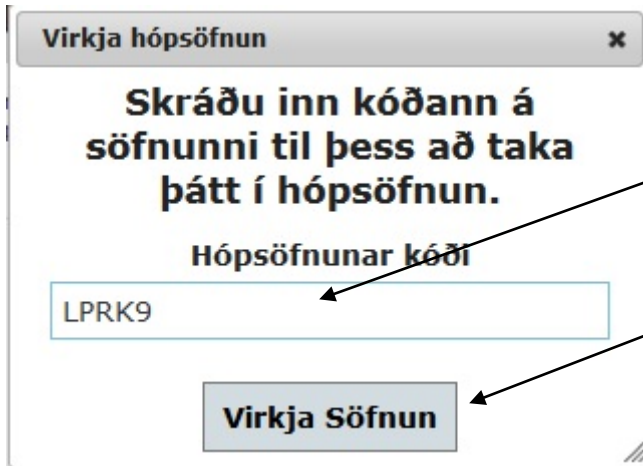 Virkja hópsöfnun
Skráðu inn kóðann á
söfnunni til þess að taka
þátt í hópsöfnun.
Hópsöfnunar kóði
LPRK9
Virkja Söfnun